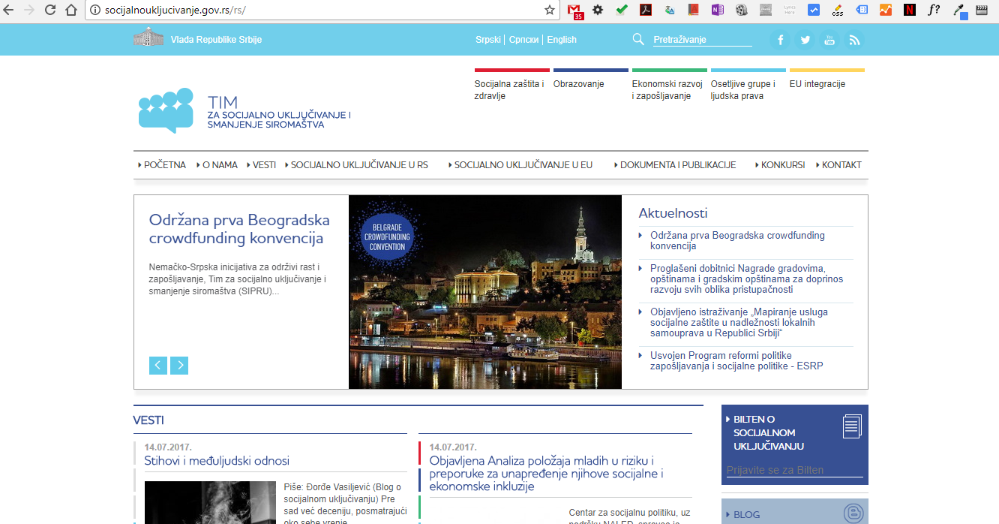 socijalnoukljucivanje.gov.rs/rs/
35
css
f?
Vlada Republike Srbije
Srpski | Српски | English
Pretraživanje
You
Tube
Socijalna zaštita i
zdravlje
Obrazovanje
Ekonomski razvoj
i zapošljavanje
Osetljive grupe i
ljudska prava
EU integracije
TIM
ZA SOCIJALNO UKLJUČIVANJE I
SMANJENJE SIROMAŠTVA
POČETNA
O NAMA
VESTI
SOCIJALNO UKLJUČIVANJE U RS
SOCIJALNO UKLJUČIVANJE U EU
DOKUMENTA I PUBLIKACIJE
KONKURSI
KONTAKT
Održana prva Beogradska
crowdfunding konvencija
Nemačko-Srpska inicijativa za održivi rast i
zapošljavanje, Tim za socijalno uključivanje i
smanjenje siromaštva (SIPRU)...
BELGRADE
CROWDFUNDING
CONVENTION
Aktuelnosti
Održana prva Beogradska crowdfunding
konvencija
Proglašeni dobitnici Nagrade gradovima,
opštinama i gradskim opštinama za doprinos
razvoju svih oblika pristupačnosti
Objavljeno istraživanje „Mapiranje usluga
socijalne zaštite u nadležnosti lokalnih
samouprava u Republici Srbiji“
Usvojen Program reformi politike
zapošljavanja i socijalne politike - ESRP
VESTI
14.07.2017.
Stihovi i međuljudski odnosi
Piše: Đorđe Vasiljević (Blog o
socijalnom uključivanju) Pre
sad već deceniju, posmatrajući
oko sebe vrenje
14.07.2017.
Objavljena Analiza položaja mladih u riziku i
preporuke za unapređenje njihove socijalne i
ekonomske inkluzije
Centar za socijalnu politiku, uz
podršku NALED, sproveo je
BILTEN O
SOCIJALNOM
UKLJUČIVANJU
Prijavite se za Bilten
BLOG